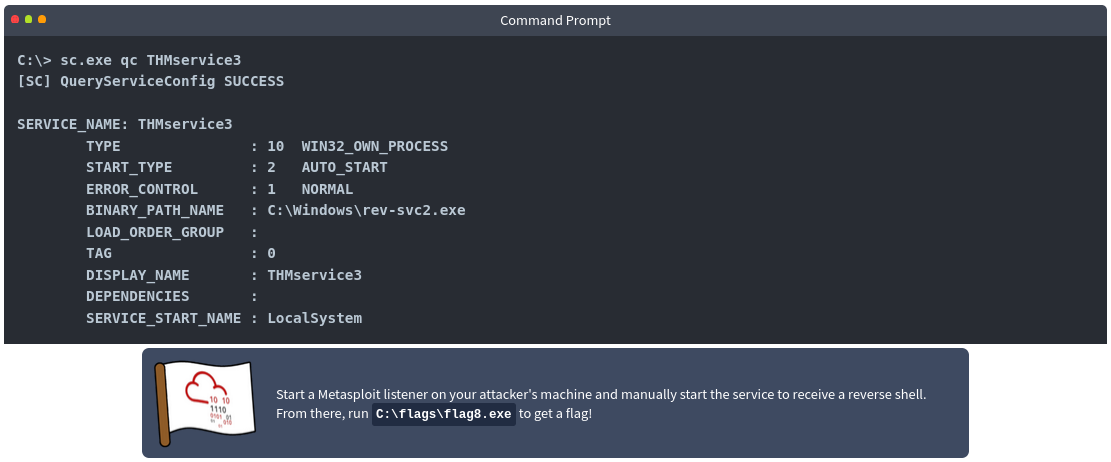 Command Prompt
C:\> sc.exe qc THMservice3
[SC] QueryServiceConfig SUCCESS
SERVICE_NAME: THMservice3
TYPE : 10 WIN32_OWN_PROCESS
START_TYPE : 2 AUTO_START
ERROR_CONTROL : 1 NORMAL
BINARY_PATH_NAME : C:\Windows\rev-svc2.exe
LOAD_ORDER_GROUP :
TAG : 0
DISPLAY_NAME : THMservice3
DEPENDENCIES :
SERVICE_START_NAME : LocalSystem
10 10
1110
0101 01
010
Start a Metasploit listener on your attacker's machine and manually start the service to receive a reverse shell.
From there, run C:\flags\flag8.exe to get a flag!